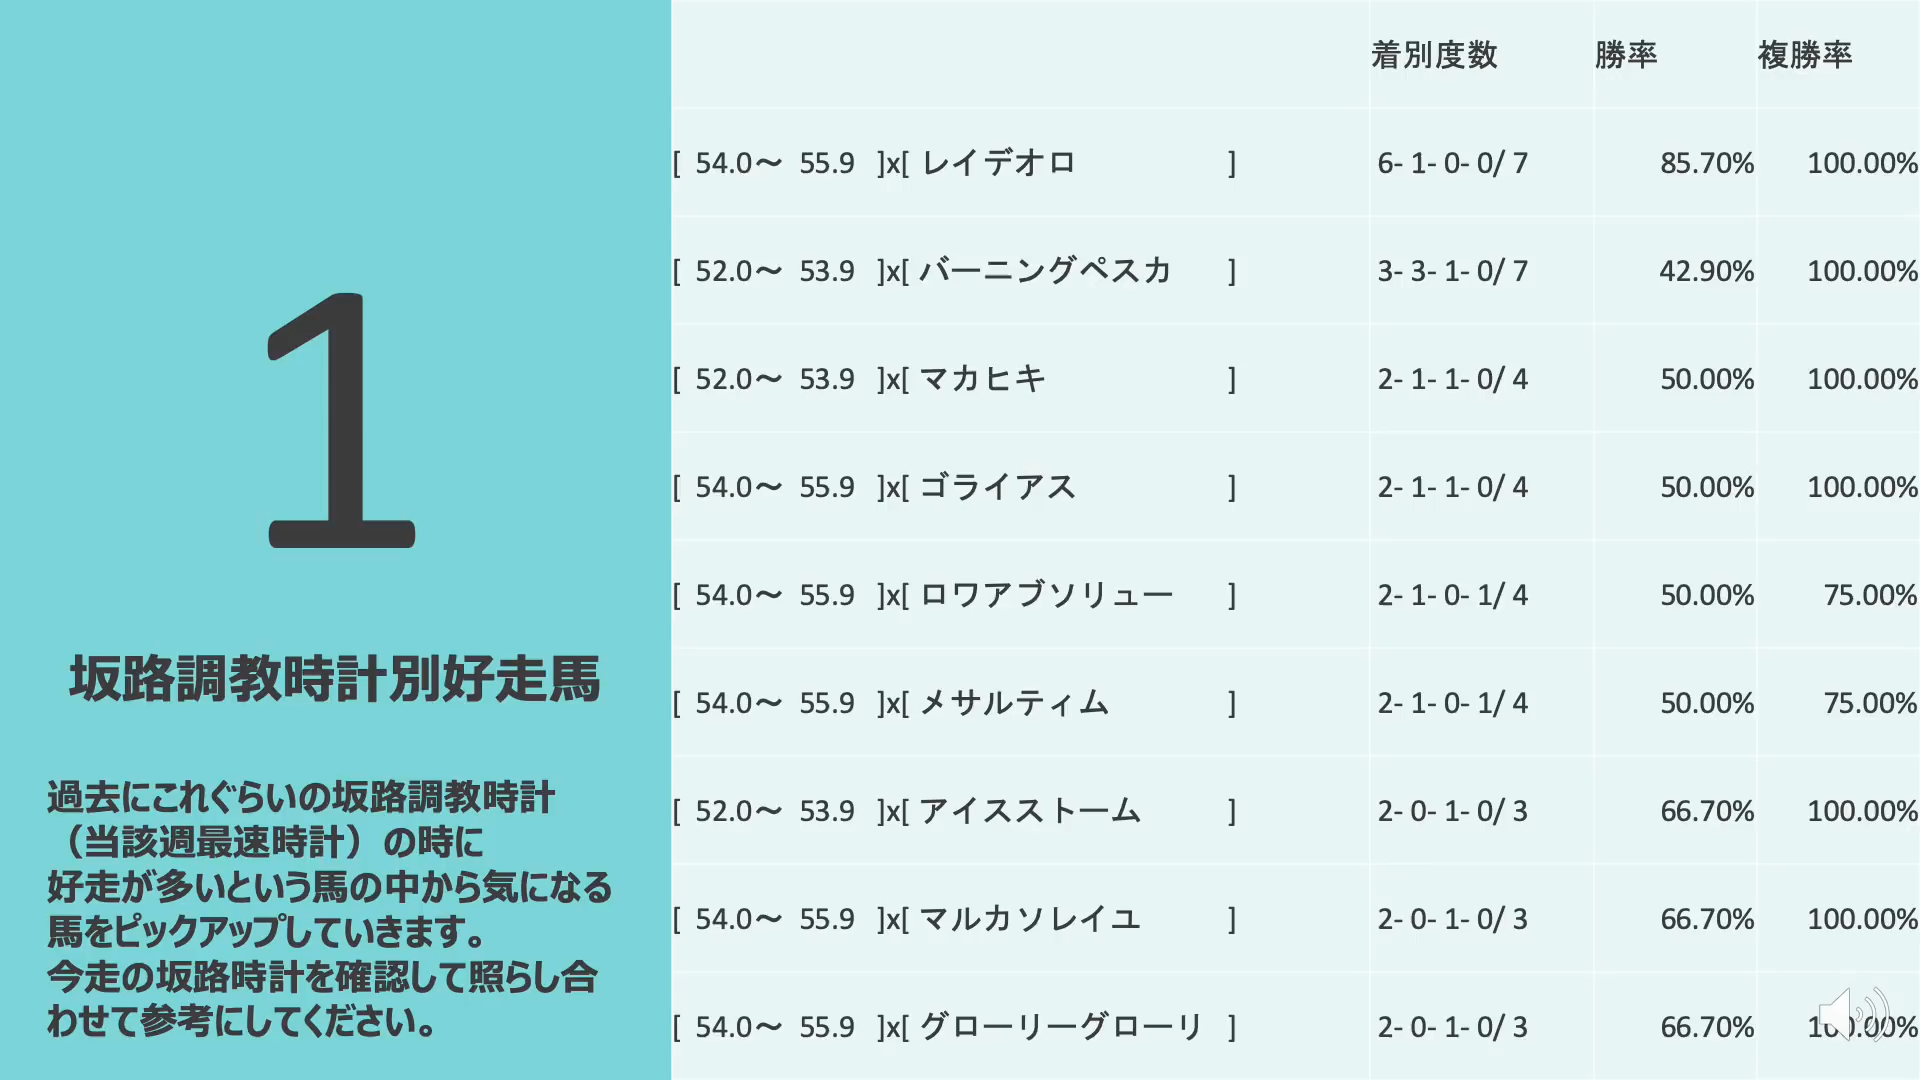 1
坂路調教時計別好走馬
過去にこれぐらいの坂路調教時計
（当該週最速時計）の時に
好走が多いという馬の中から気になる
馬をピックアップしていきます。
今走の坂路時計を確認して照らし合
わせて参考にしてください。
着別度数 勝率 複勝率
[ 54.0～ 55.9 ]x[ レイデオロ ] 6- 1- 0- 0/ 7 85.70% 100.00%
[ 52.0～ 53.9 ]x[ バーニングペスカ ] 3- 3- 1- 0/ 7 42.90% 100.00%
[ 52.0～ 53.9 ]x[ マカヒキ ] 2- 1- 1- 0/ 4 50.00% 100.00%
[ 54.0～ 55.9 ]x[ ゴライアス ] 2- 1- 1- 0/ 4 50.00% 100.00%
[ 54.0～ 55.9 ]x[ ロワアブソリュー ] 2- 1- 0- 1/ 4 50.00% 75.00%
[ 54.0～ 55.9 ]x[ メサルティム ] 2- 1- 0- 1/ 4 50.00% 75.00%
[ 52.0～ 53.9 ]x[ アイスストーム ] 2- 0- 1- 0/ 3 66.70% 100.00%
[ 54.0～ 55.9 ]x[ マルカソレイユ ] 2- 0- 1- 0/ 3 66.70% 100.00%
[ 54.0～ 55.9 ]x[ グローリーグローリ ] 2- 0- 1- 0/ 3 66.70% 100.00%